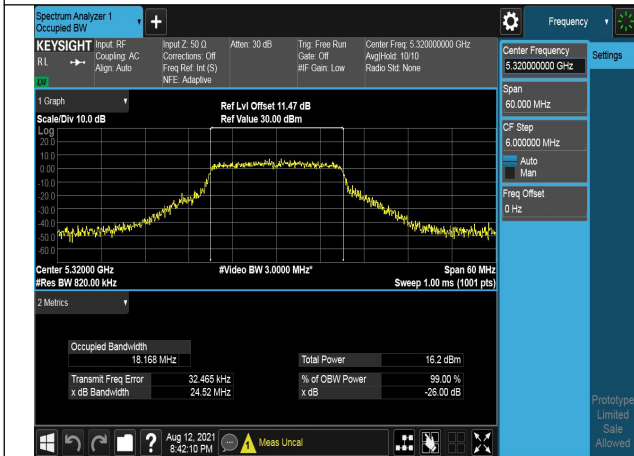 Spectrum Analyzer 1
Occupied BW
+
Frequency
KEYSIGHT
RL
Input: RF
Coupling: AC
Align: Auto
Input Z: 50 Ω
Corrections: Off
Freq Ref: Int (S)
NFE: Adaptive
Atten: 30 dB
Trig: Free Run
Gate: Off
#IF Gain: Low
Center Freq: 5.320000000 GHz
Avg|Hold: 10/10
Radio Std: None
Center Frequency
5.320000000 GHz
Settings
Span
60.000 MHz
CF Step
6.000000 MHz
Auto
Man
Freq Offset
0 Hz
1 Graph
Scale/Div 10.0 dB
Ref Lvl Offset 11.47 dB
Ref Value 30.00 dBm
Log
20.0
10.0
0.00
-10.0
-20.0
-30.0
-40.0
-50.0
-60.0
Center 5.32000 GHz
#Res BW 820.00 kHz
#Video BW 3.0000 MHz*
Span 60 MHz
Sweep 1.00 ms (1001 pts)
2 Metrics
Occupied Bandwidth
18.168 MHz
Total Power 16.2 dBm
Transmit Freq Error 32.465 kHz
% of OBW Power 99.00 %
x dB Bandwidth 24.52 MHz
x dB -26.00 dB
Prototype
Limited
Sale
Allowed
?
Aug 12, 2021
8:42:10 PM
Meas Uncal